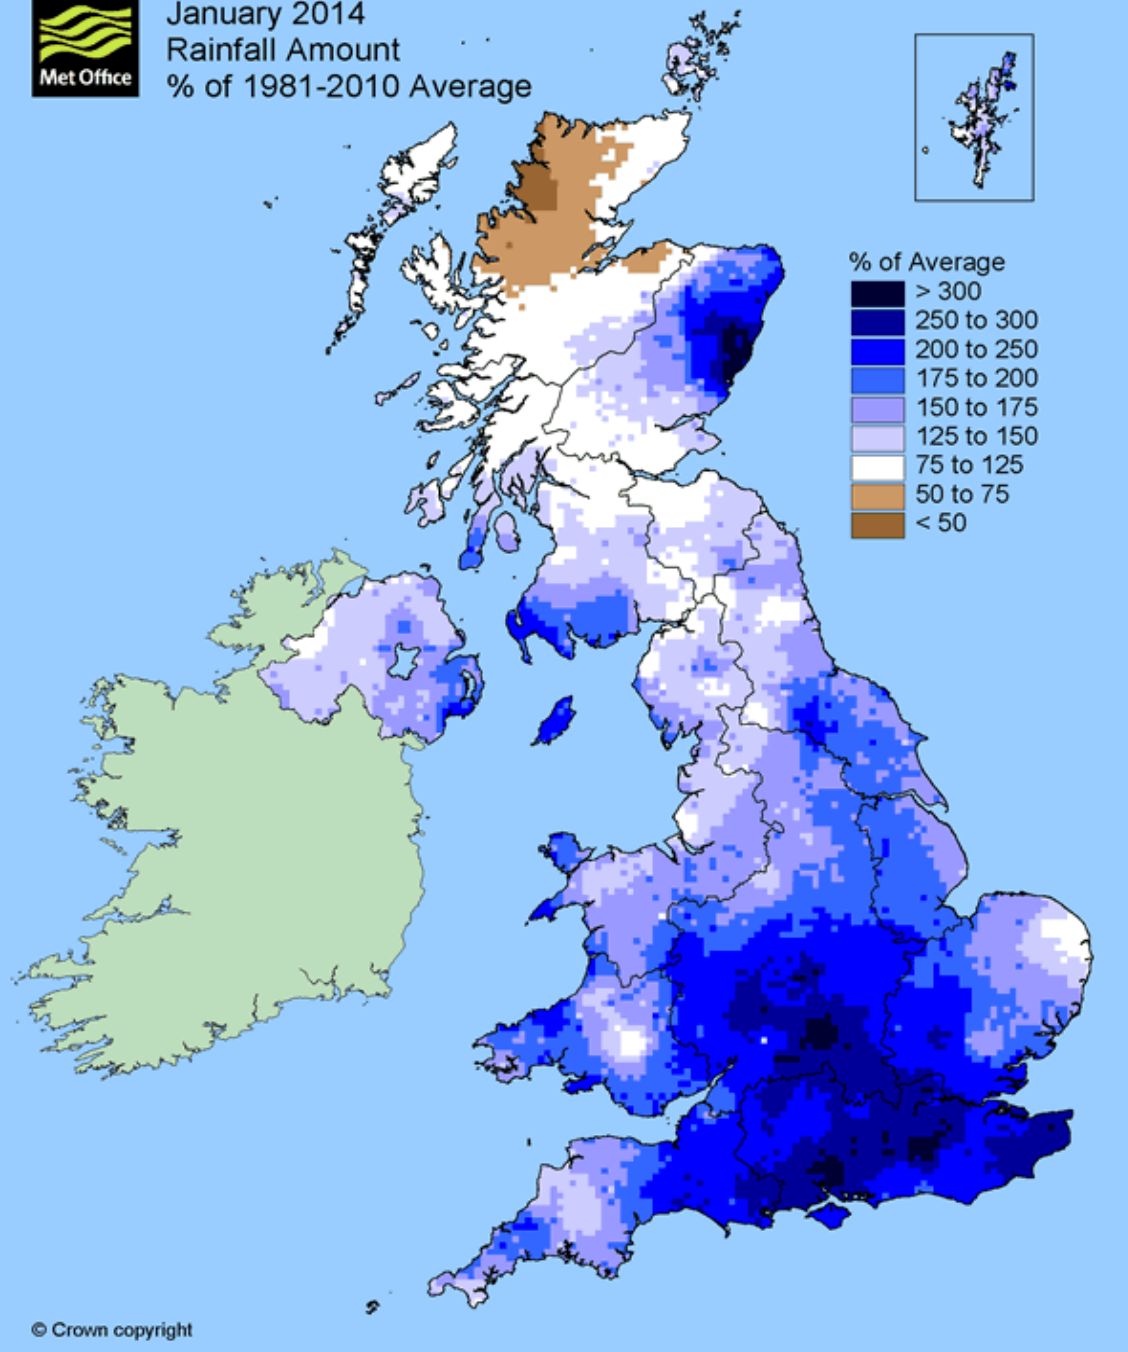 Met Office
January 2014
Rainfall Amount
% of 1981-2010 Average
% of Average
> 300
250 to 300
200 to 250
175 to 200
150 to 175
125 to 150
75 to 125
50 to 75
< 50
© Crown copyright